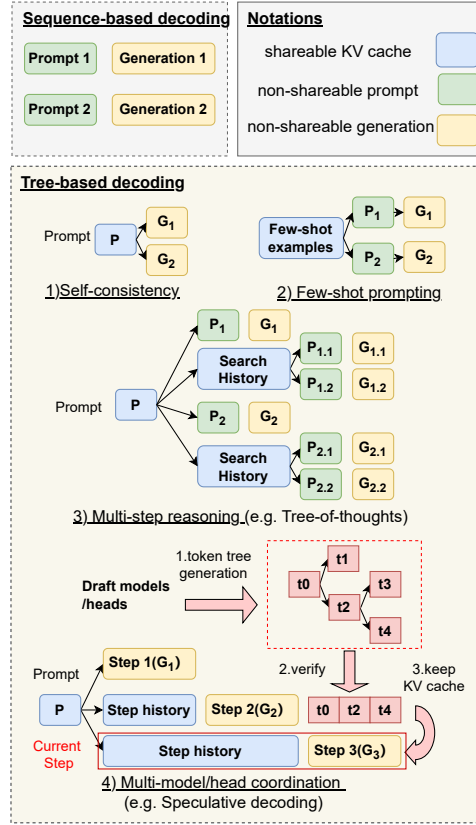 Sequence-based decoding
Prompt 1
Generation 1
Prompt 2
Generation 2
Notations
shareable KV cache
non-shareable prompt
non-shareable generation
Tree-based decoding
Prompt
P
G1
G2
1)Self-consistency
Few-shot
examples
P1
G1
P2
G2
2) Few-shot prompting
Prompt
P
P1
G1
Search
History
P1.1
G1.1
P1.2
G1.2
P2
G2
Search
History
P2.1
G2.1
P2.2
G2.2
3) Multi-step reasoning (e.g. Tree-of-thoughts)
Draft models
/heads
1.token tree
generation
t0
t1
t2
t3
t4
2.verify
3.keep
KV cache
Prompt
P
Step 1(G1)
Step history
Step 2(G2)
t0 t2 t4
Current
Step
Step history
Step 3(G3)
4) Multi-model/head coordination
(e.g. Speculative decoding)